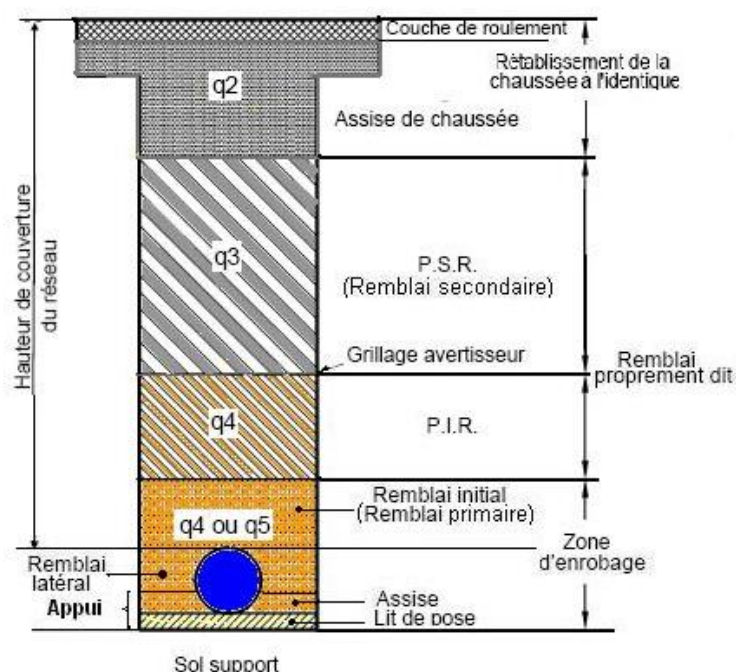 Couche de roulement
Rétablissement de la
chaussée à l'identique
q2
Assise de chaussée
Hauteur de couverture
du réseau
q3
P.S.R.
(Remblai secondaire)
Grillage avertisseur
Remblai
proprement dit
q4
P.I.R.
Remblai initial
(Remblai primaire)
q4 ou q5
Zone
d'enrobage
Remblai
latéral
Appui
Assise
Lit de pose
Sol support